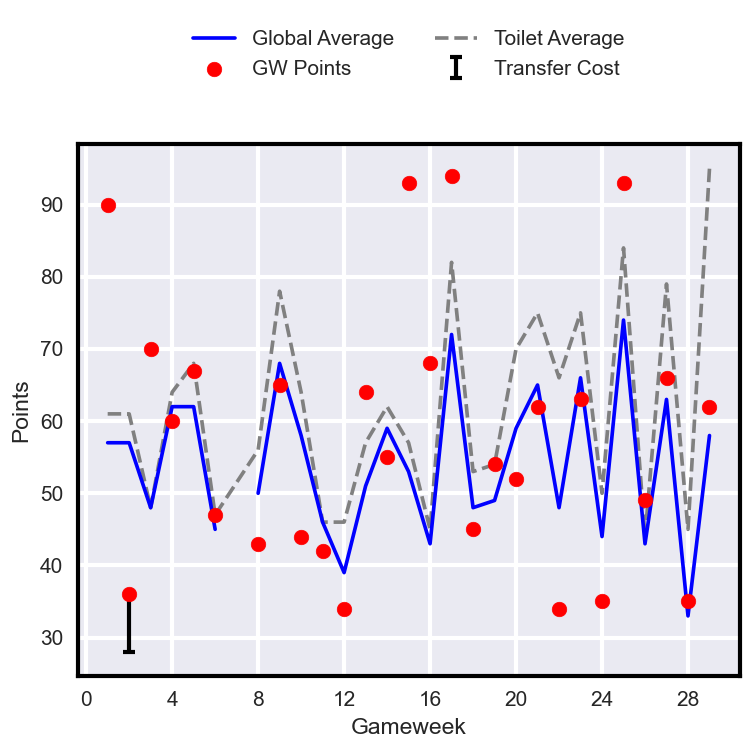 Global Average
Toilet Average
GW Points
Transfer Cost
90
80
70
60
50
40
30
Points
0 4 8 12 16 20 24 28
Gameweek